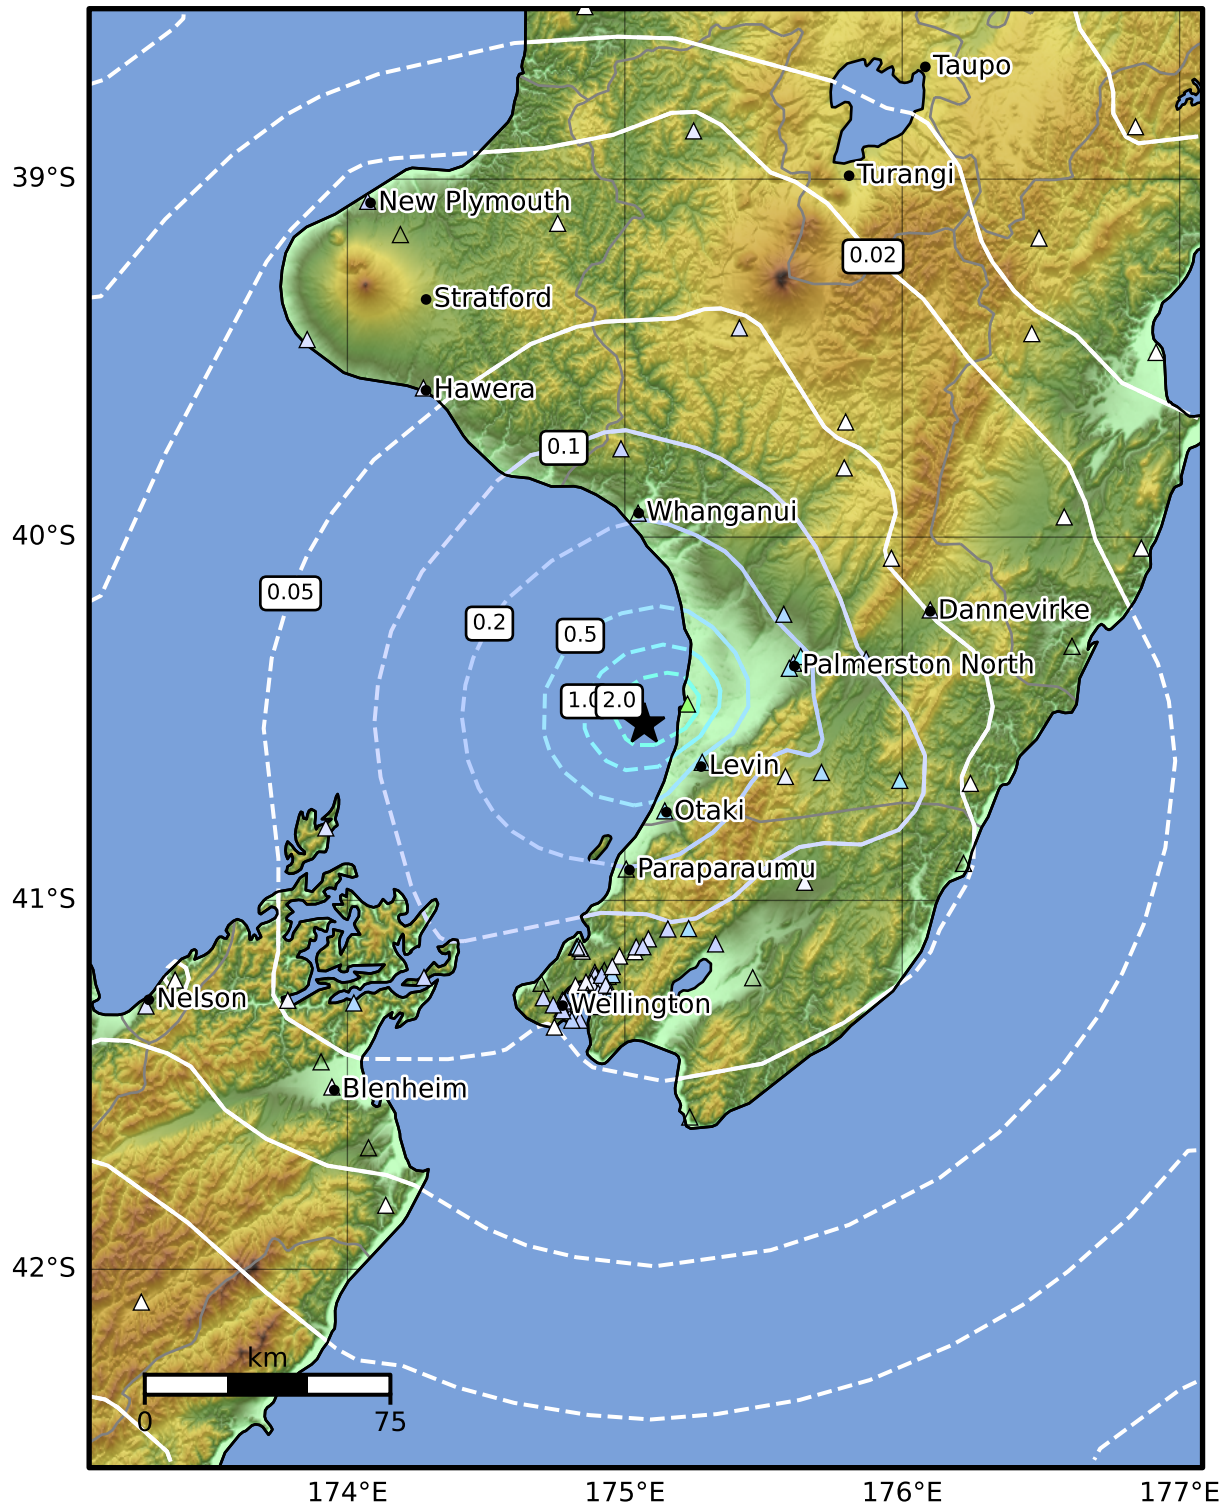 Taupo
39°S
Turangi
New Plymouth
0.02
Stratford
Hawera
0.1
Whanganui
40°S
0.05
Dannevirke
0.2
0.5
Palmerston North
1.0
2.0
Levin
Otaki
Paraparaumu
41°S
Nelson
Wellington
Blenheim
42°S
km
0
75
174°E
175°E
176°E
177°E